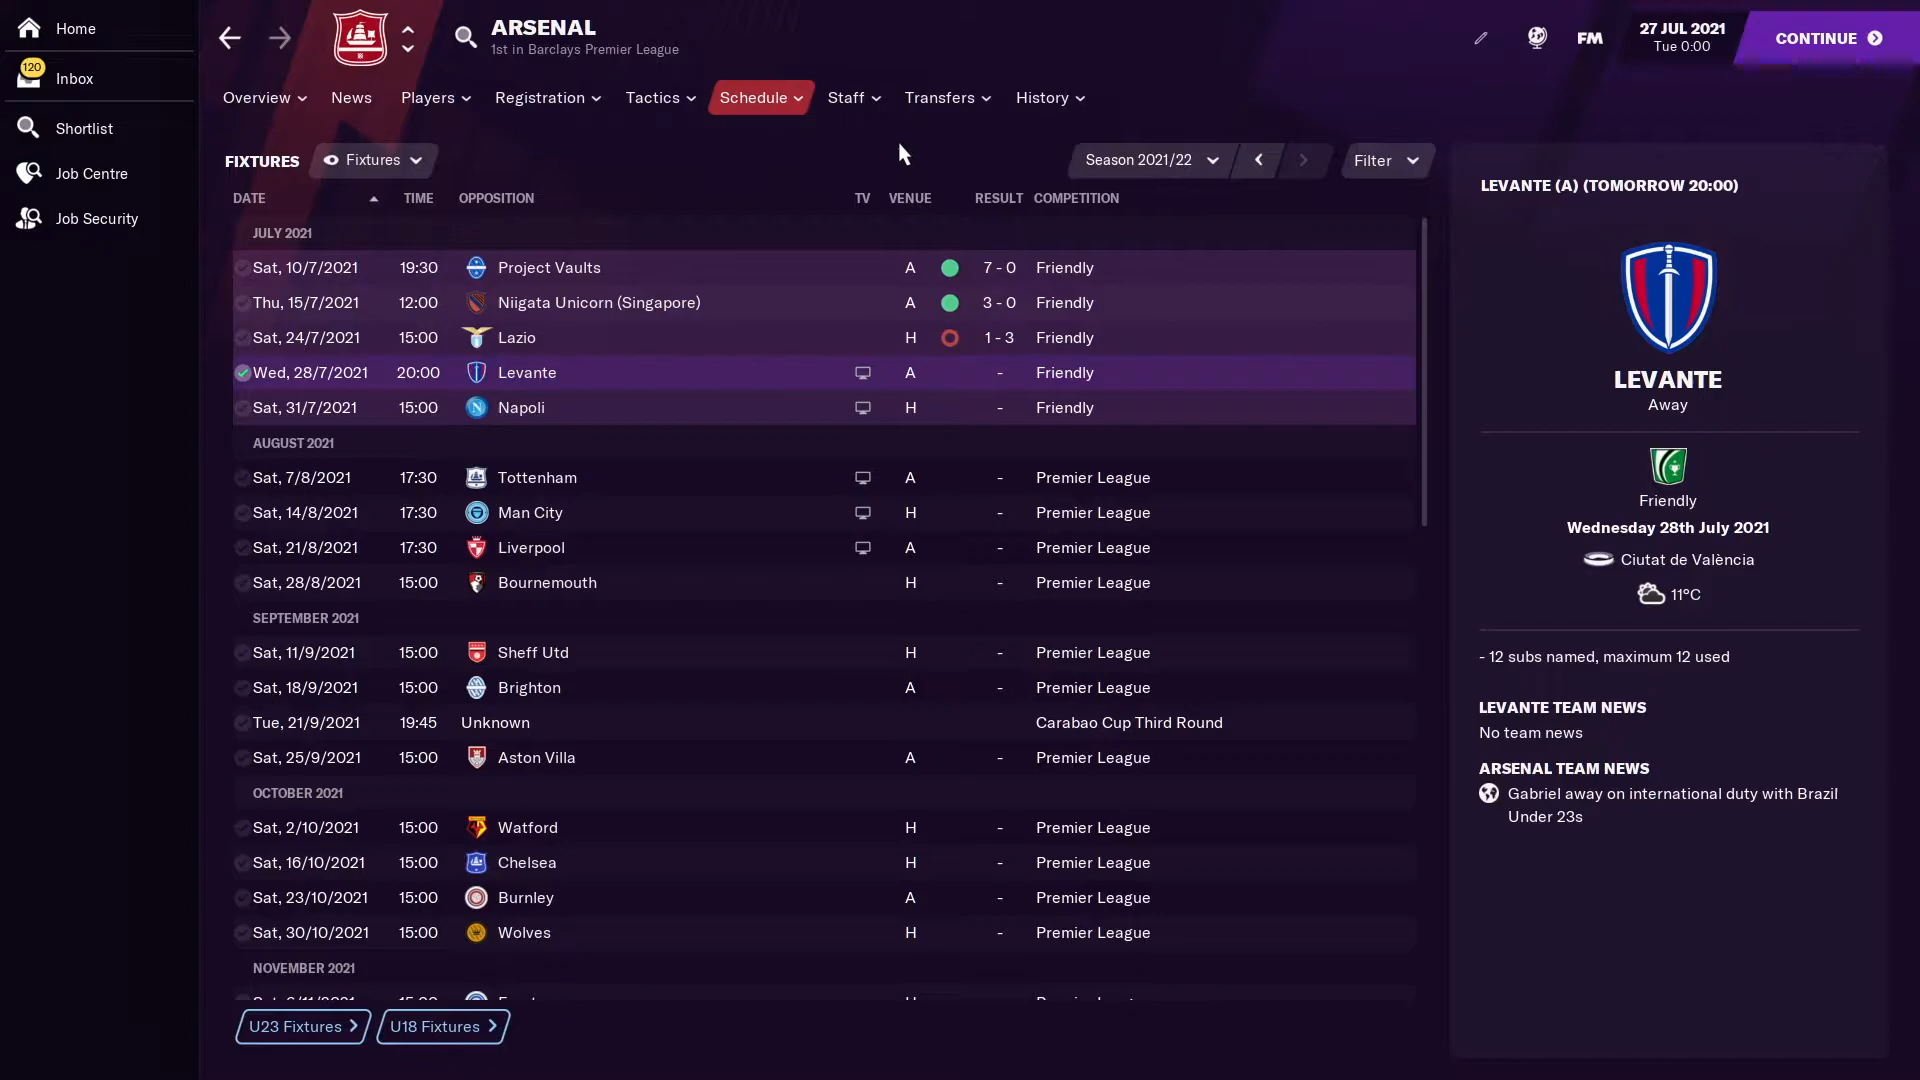 Home
120
Inbox
Shortlist
Job Centre
Job Security
ARSENAL
1st in Barclays Premier League
FM
27 JUL 2021
Tue 0:00
CONTINUE
Overview News Players Registration Tactics Schedule Staff Transfers History
FIXTURES Fixtures Season 2021/22 Filter
DATE TIME OPPOSITION TV VENUE RESULT COMPETITION
JULY 2021
Sat, 10/7/2021 19:30 Project Vaults A 7 - 0 Friendly
Thu, 15/7/2021 12:00 Niigata Unicorn (Singapore) A 3 - 0 Friendly
Sat, 24/7/2021 15:00 Lazio H 1 - 3 Friendly
Wed, 28/7/2021 20:00 Levante A - Friendly
Sat, 31/7/2021 15:00 Napoli H - Friendly
AUGUST 2021
Sat, 7/8/2021 17:30 Tottenham A - Premier League
Sat, 14/8/2021 17:30 Man City H - Premier League
Sat, 21/8/2021 17:30 Liverpool A - Premier League
Sat, 28/8/2021 15:00 Bournemouth H - Premier League
SEPTEMBER 2021
Sat, 11/9/2021 15:00 Sheff Utd H - Premier League
Sat, 18/9/2021 15:00 Brighton A - Premier League
Tue, 21/9/2021 19:45 Unknown Carabao Cup Third Round
Sat, 25/9/2021 15:00 Aston Villa A - Premier League
OCTOBER 2021
Sat, 2/10/2021 15:00 Watford H - Premier League
Sat, 16/10/2021 15:00 Chelsea H - Premier League
Sat, 23/10/2021 15:00 Burnley A - Premier League
Sat, 30/10/2021 15:00 Wolves H - Premier League
NOVEMBER 2021
U23 Fixtures U18 Fixtures
LEVANTE (A) (TOMORROW 20:00)
LEVANTE
Away
Friendly
Wednesday 28th July 2021
Ciutat de València
11°C
- 12 subs named, maximum 12 used
LEVANTE TEAM NEWS
No team news
ARSENAL TEAM NEWS
Gabriel away on international duty with Brazil
Under 23s